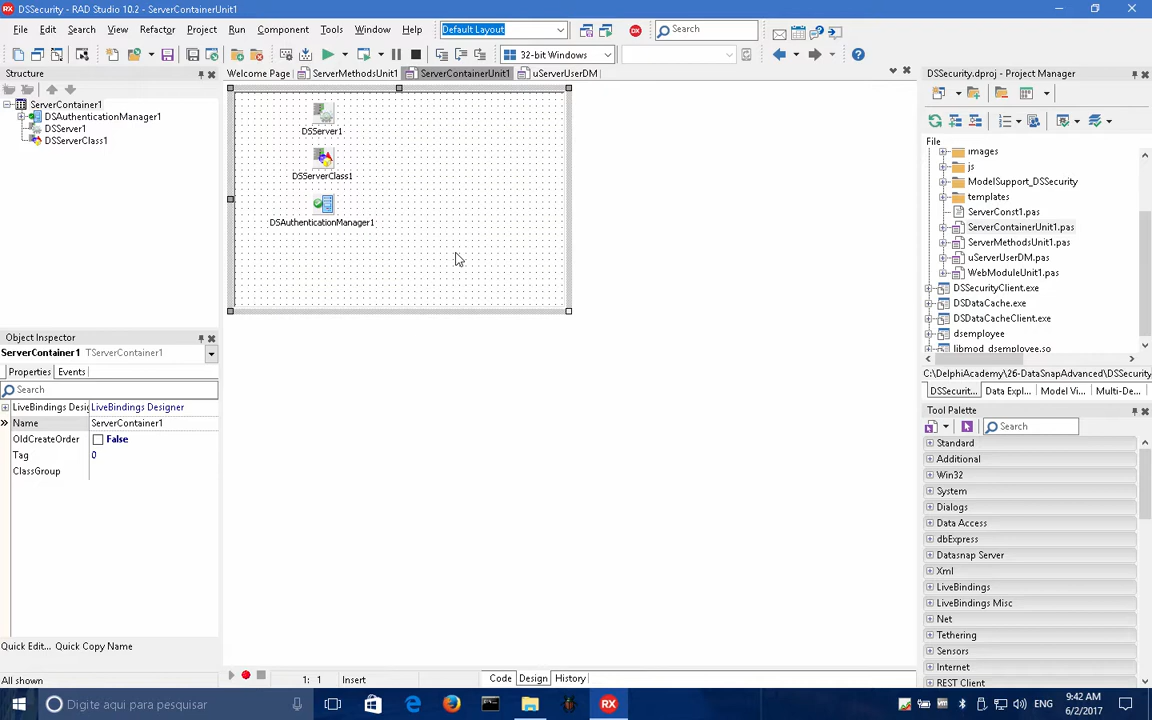 DSSecurity - RAD Studio 10.2 - ServerContainerUnit1
File Edit Search View Refactor Project Run Component Tools Window Help
Default Layout
Search
32-bit Windows
Structure
ServerContainer1
DSAuthenticationManager1
DSServer1
DSServerClass1
Object Inspector
ServerContainer1 TServerContainer1
Properties Events
Search
LiveBindings Desig LiveBindings Designer
Name ServerContainer1
OldCreateOrder False
Tag 0
ClassGroup
Quick Edit... Quick Copy Name
All shown
Welcome Page ServerMethodsUnit1 ServerContainerUnit1 uServerUserDM
DSServer1
DSServerClass1
DSAuthenticationManager1
1: 1 Insert
Code Design History
DSSecurity.dproj - Project Manager
File
images
js
ModelSupport_DSSecurity
templates
ServerConst1.pas
ServerContainerUnit1.pas
ServerMethodsUnit1.pas
uServerUserDM.pas
WebModuleUnit1.pas
DSSecurityClient.exe
DSDataCache.exe
DSDataCacheClient.exe
dsemployee
libmod_dsemployee.so
C:\DelphiAcademy\26-DataSnapAdvanced\DSSecurity
DSSecurit... Data Expl... Model Vi... Multi-De...
Tool Palette
Search
Standard
Additional
Win32
System
Dialogs
Data Access
dbExpress
Datasnap Server
Xml
LiveBindings
LiveBindings Misc
Net
Tethering
Sensors
Internet
REST Client
Digite aqui para pesquisar
ENG
9:42 AM
6/2/2017